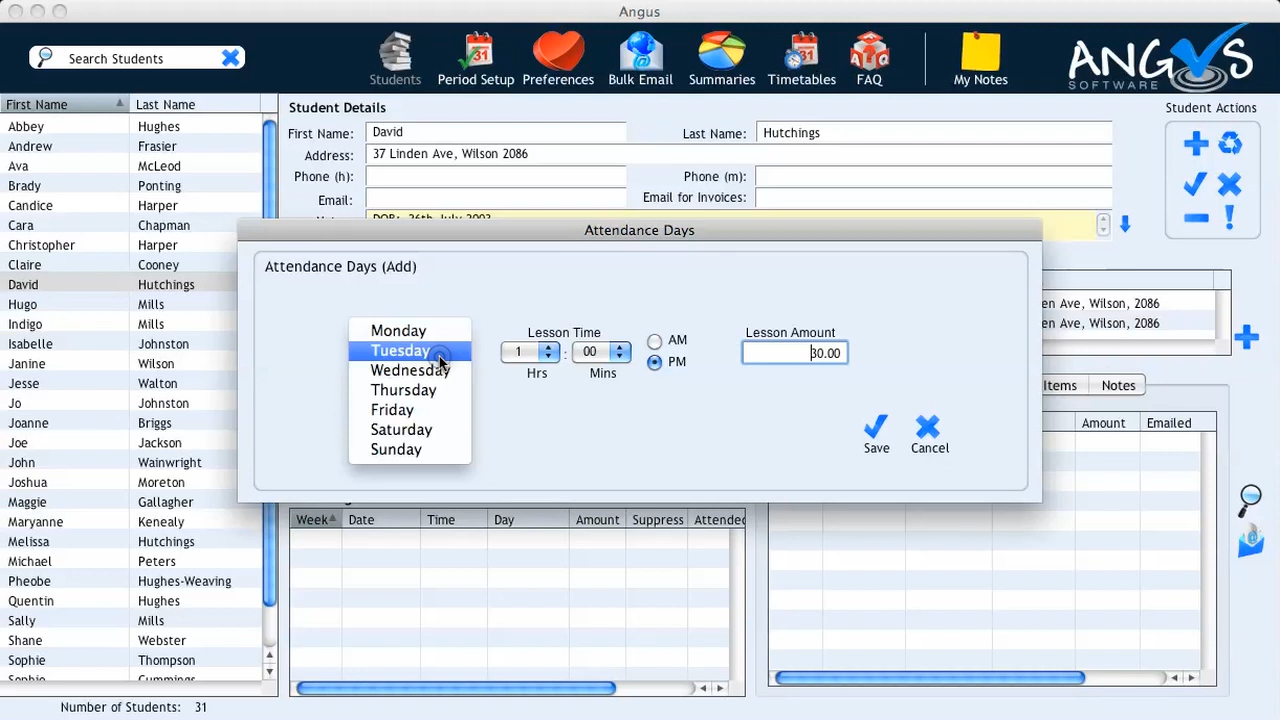 Angus
Search Students
Students
Period Setup
Preferences
Bulk Email
Summaries
Timetables
FAQ
My Notes
ANGUS
SOFTWARE
First Name Last Name
Abbey Hughes
Andrew Frasier
Ava McLeod
Brady Ponting
Candice Harper
Cara Chapman
Christopher Harper
Claire Cooney
David Hutchings
Hugo Mills
Indigo Mills
Isabelle Johnston
Janine Wilson
Jesse Walton
Jo Johnston
Joanne Briggs
Joe Jackson
John Wainwright
Joshua Moreton
Maggie Gallagher
Maryanne Kenealy
Melissa Hutchings
Michael Peters
Pheobe Hughes-Weaving
Quentin Hughes
Sally Mills
Shane Webster
Sophie Thompson
Sophie Cummings
Number of Students: 31
Student Details
First Name: David Last Name: Hutchings
Address: 37 Linden Ave, Wilson 2086
Phone (h): Phone (m):
Email: Email for Invoices:
DOB: 26th July 2003
Student Actions
Attendance Days
Attendance Days (Add)
Monday
Tuesday
Wednesday
Thursday
Friday
Saturday
Sunday
Lesson Time
1 : 00
Hrs Mins
AM
PM
Lesson Amount
30.00
Save
Cancel
en Ave, Wilson, 2086
en Ave, Wilson, 2086
Items Notes
Amount Emailed
Week Date Time Day Amount Suppress Attended